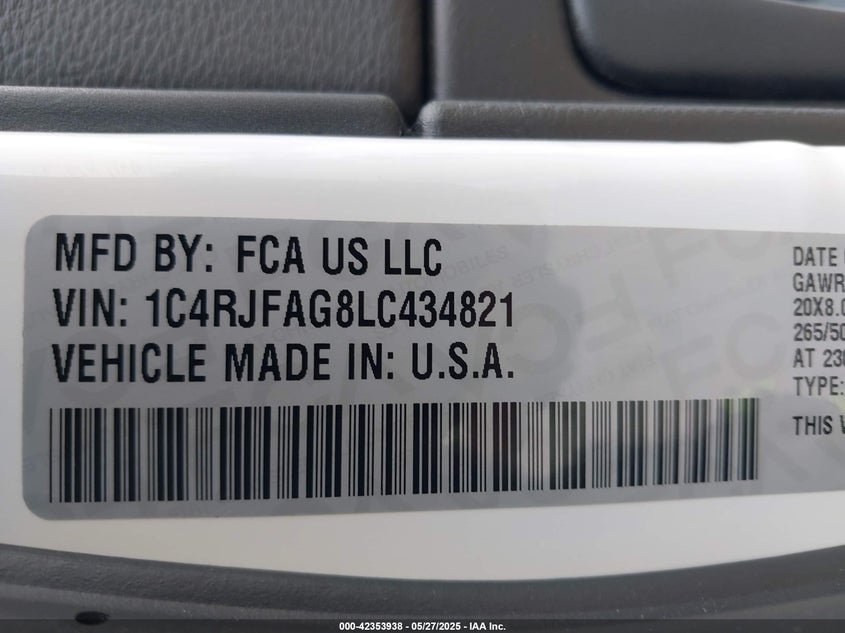 MFD BY: FCA US LLC
VIN: 1C4RJFAG8LC434821
VEHICLE MADE IN: U.S.A.
DATE
GAWR
20X8.0
265/50
AT 230
TYPE:
THIS
000-42353938 - 05/27/2025 - IAA Inc.